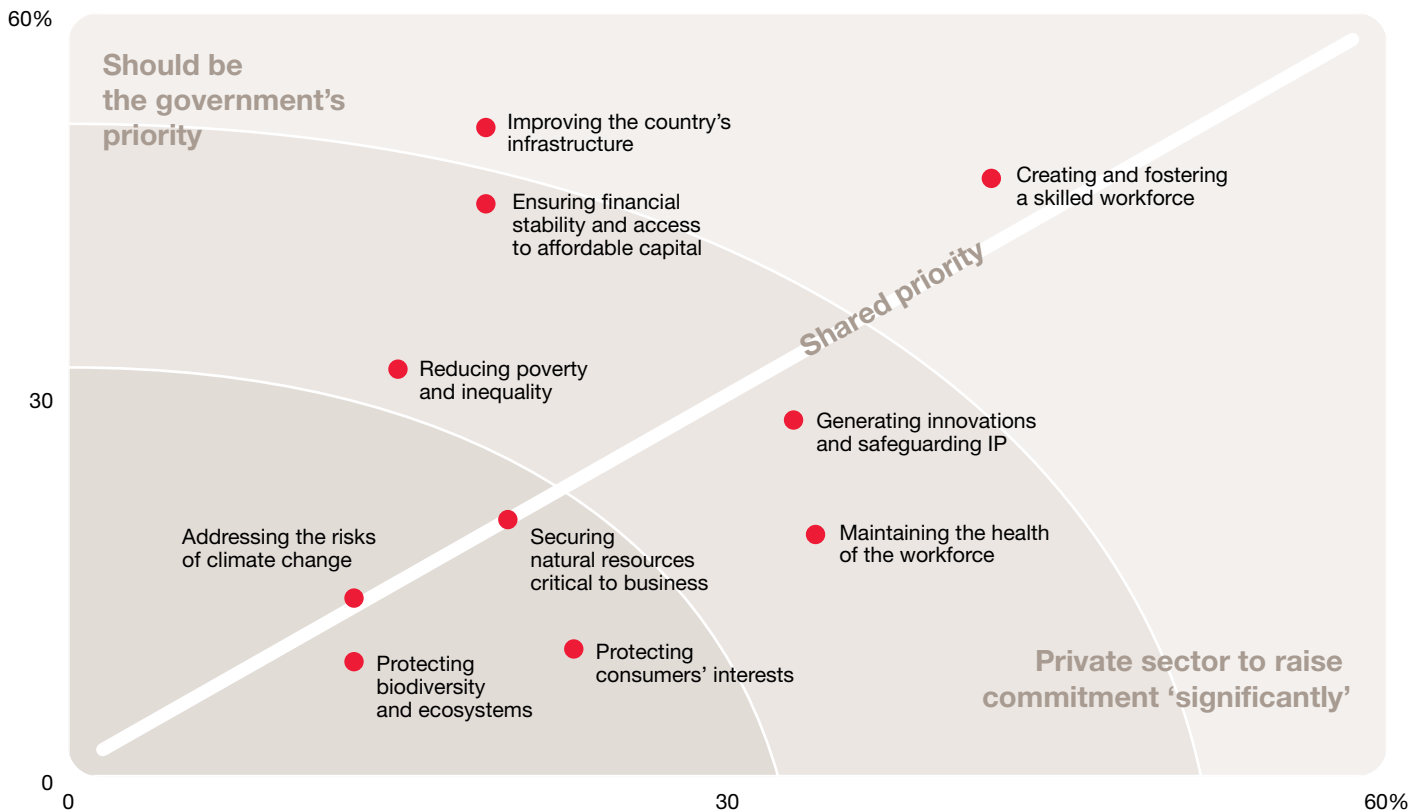 60%
Should be
the government’s
priority
Improving the country’s
infrastructure
Creating and fostering
a skilled workforce
Ensuring financial
stability and access
to affordable capital
Shared priority
Reducing poverty
and inequality
30
Generating innovations
and safeguarding IP
Addressing the risks
of climate change
Securing
natural resources
critical to business
Maintaining the health
of the workforce
Protecting
biodiversity
and ecosystems
Protecting
consumers’ interests
Private sector to raise
commitment ‘significantly’
0
0
30
60%